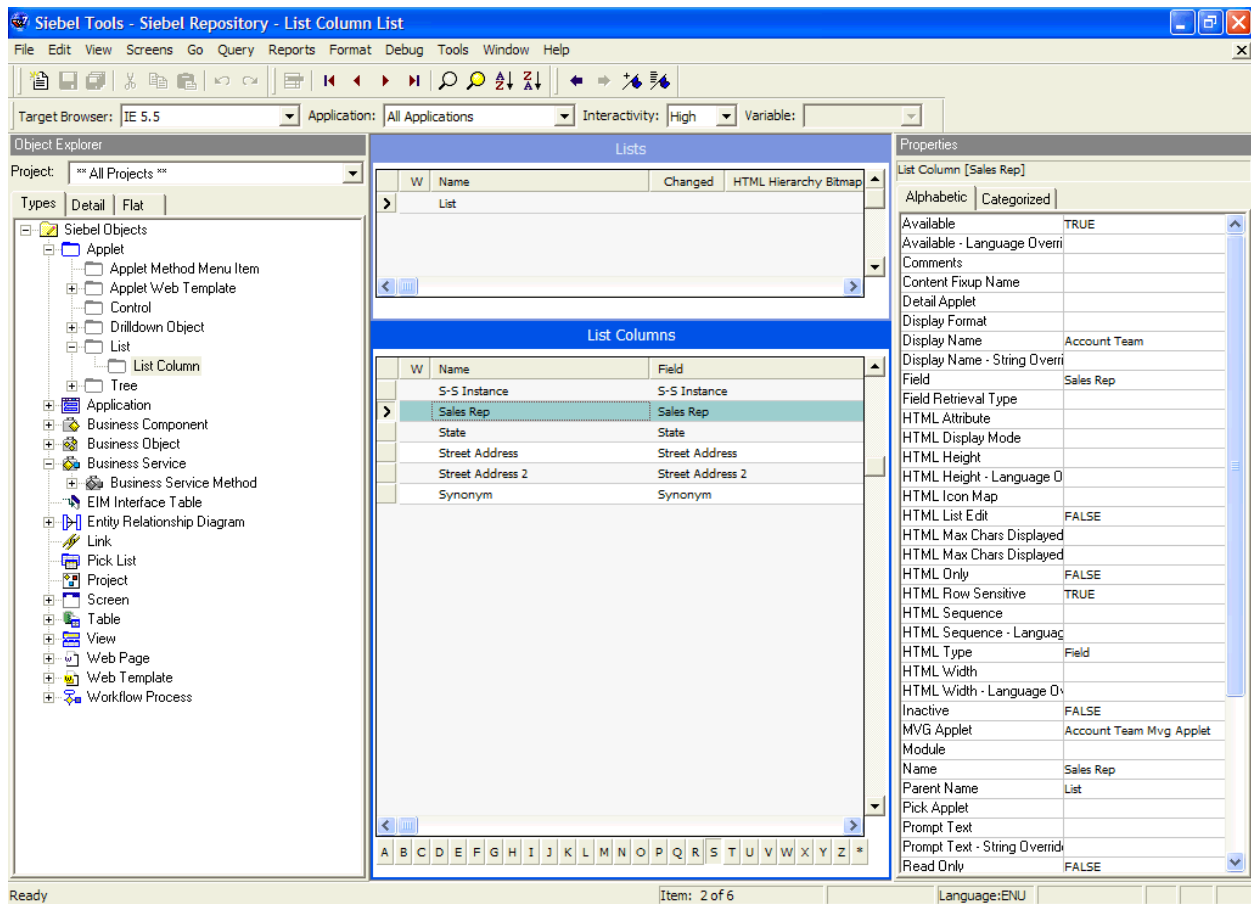 Siebel Tools - Siebel Repository - List Column List
File Edit View Screens Go Query Reports Format Debug Tools Window Help
Target Browser: IE 5.5 Application: All Applications Interactivity: High Variable:
Object Explorer
Project: ** All Projects **
Types Detail Flat
Siebel Objects
Applet
Applet Method Menu Item
Applet Web Template
Control
Drilldown Object
List
List Column
Tree
Application
Business Component
Business Object
Business Service
Business Service Method
EIM Interface Table
Entity Relationship Diagram
Link
Pick List
Project
Screen
Table
View
Web Page
Web Template
Workflow Process
Lists
W Name Changed HTML Hierarchy Bitmap
List
List Columns
W Name Field
S-S Instance S-S Instance
Sales Rep Sales Rep
State State
Street Address Street Address
Street Address 2 Street Address 2
Synonym Synonym
A B C D E F G H I J K L M N O P Q R S T U V W X Y Z *
Properties
List Column [Sales Rep]
Alphabetic Categorized
Available TRUE
Available - Language Overri
Comments
Content Fixup Name
Detail Applet
Display Format
Display Name Account Team
Display Name - String Overri
Field Sales Rep
Field Retrieval Type
HTML Attribute
HTML Display Mode
HTML Height
HTML Height - Language O
HTML Icon Map
HTML List Edit FALSE
HTML Max Chars Displayed
HTML Max Chars Displayed
HTML Only FALSE
HTML Row Sensitive TRUE
HTML Sequence
HTML Sequence - Languag
HTML Type Field
HTML Width
HTML Width - Language O
Inactive FALSE
MVG Applet Account Team Mvg Applet
Module
Name Sales Rep
Parent Name List
Pick Applet
Prompt Text
Prompt Text - String Overrid
Read Only FALSE
Ready Item: 2 of 6 Language:ENU